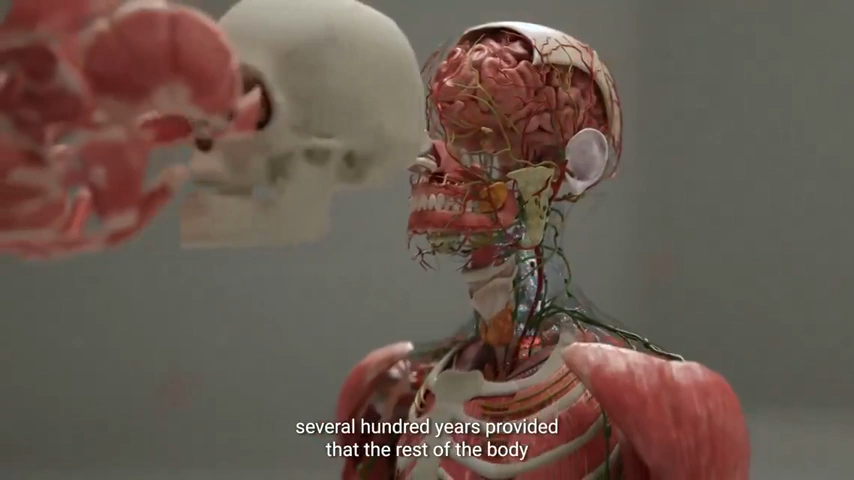 several hundred years provided
that the rest of the body